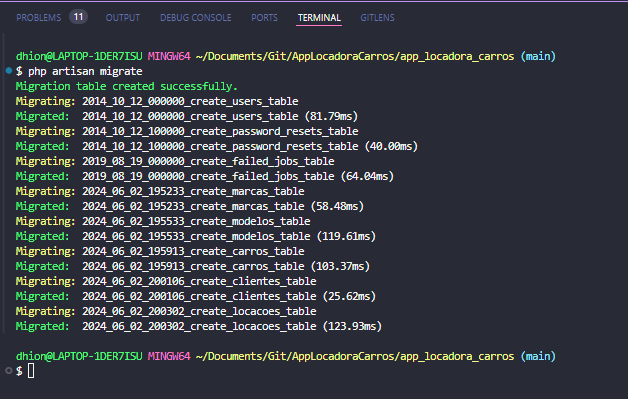 PROBLEMS 11 OUTPUT DEBUG CONSOLE PORTS TERMINAL GITLENS
dhion@LAPTOP-1DER7ISU MINGW64 ~/Documents/Git/AppLocadoraCarros/app_locadora_carros (main)
$ php artisan migrate
Migration table created successfully.
Migrating: 2014_10_12_000000_create_users_table
Migrated:  2014_10_12_000000_create_users_table (81.79ms)
Migrating: 2014_10_12_100000_create_password_resets_table
Migrated:  2014_10_12_100000_create_password_resets_table (40.00ms)
Migrating: 2019_08_19_000000_create_failed_jobs_table
Migrated:  2019_08_19_000000_create_failed_jobs_table (64.04ms)
Migrating: 2024_06_02_195233_create_marcas_table
Migrated:  2024_06_02_195233_create_marcas_table (58.48ms)
Migrating: 2024_06_02_195533_create_modelos_table
Migrated:  2024_06_02_195533_create_modelos_table (119.61ms)
Migrating: 2024_06_02_195913_create_carros_table
Migrated:  2024_06_02_195913_create_carros_table (103.37ms)
Migrating: 2024_06_02_200106_create_clientes_table
Migrated:  2024_06_02_200106_create_clientes_table (25.62ms)
Migrating: 2024_06_02_200302_create_locacoes_table
Migrated:  2024_06_02_200302_create_locacoes_table (123.93ms)
dhion@LAPTOP-1DER7ISU MINGW64 ~/Documents/Git/AppLocadoraCarros/app_locadora_carros (main)
$